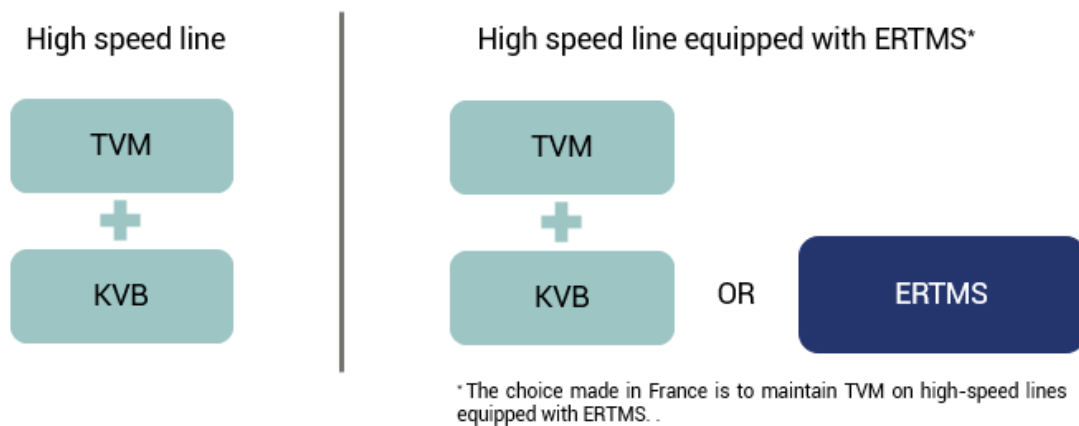 High speed line
TVM
KVB
High speed line equipped with ERTMS*
TVM
KVB
OR
ERTMS
* The choice made in France is to maintain TVM on high-speed lines
equipped with ERTMS. .